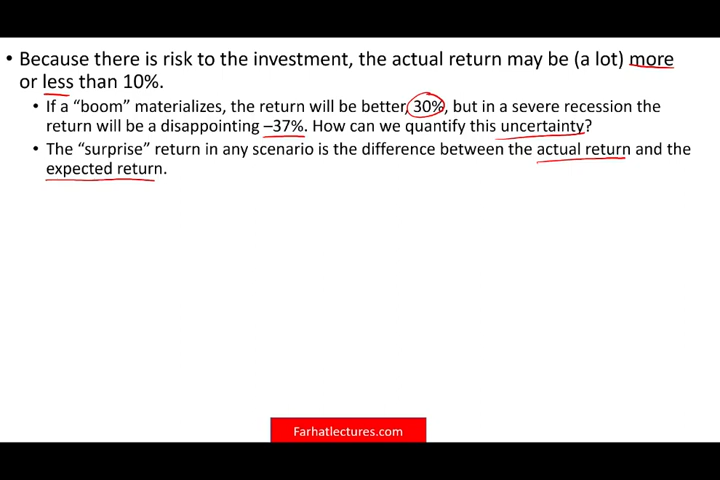 • Because there is risk to the investment, the actual return may be (a lot) more
or less than 10%.
• If a “boom” materializes, the return will be better, 30%, but in a severe recession the
return will be a disappointing –37%. How can we quantify this uncertainty?
• The “surprise” return in any scenario is the difference between the actual return and the
expected return.
Farhatlectures.com